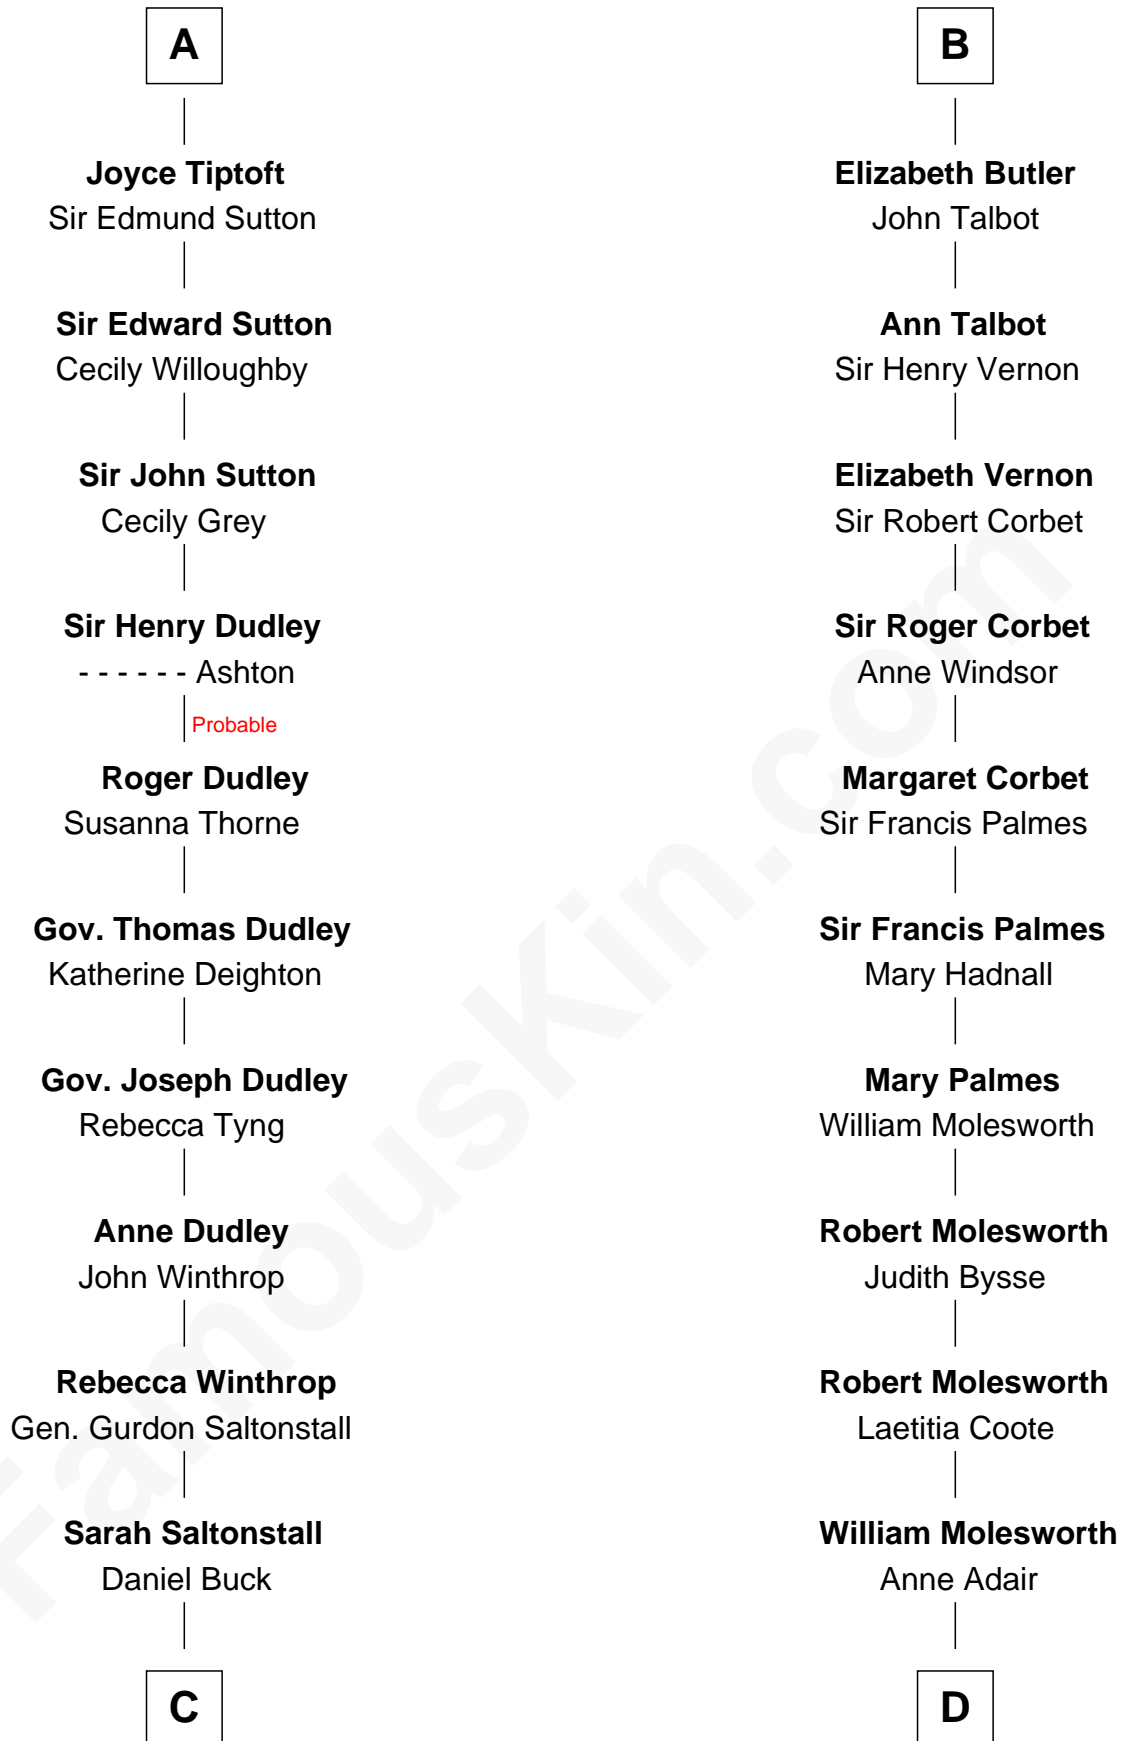 A
Joyce Tiptoft
Sir Edmund Sutton
Sir Edward Sutton
Cecily Willoughby
Sir John Sutton
Cecily Grey
Sir Henry Dudley
- - - - - - Ashton
Probable
Roger Dudley
Susanna Thorne
Gov. Thomas Dudley
Katherine Deighton
Gov. Joseph Dudley
Rebecca Tyng
Anne Dudley
John Winthrop
Rebecca Winthrop
Gen. Gurdon Saltonstall
Sarah Saltonstall
Daniel Buck
C
B
Elizabeth Butler
John Talbot
Ann Talbot
Sir Henry Vernon
Elizabeth Vernon
Sir Robert Corbet
Sir Roger Corbet
Anne Windsor
Margaret Corbet
Sir Francis Palmes
Sir Francis Palmes
Mary Hadnall
Mary Palmes
William Molesworth
Robert Molesworth
Judith Bysse
Robert Molesworth
Laetitia Coote
William Molesworth
Anne Adair
D
FamousKin.com